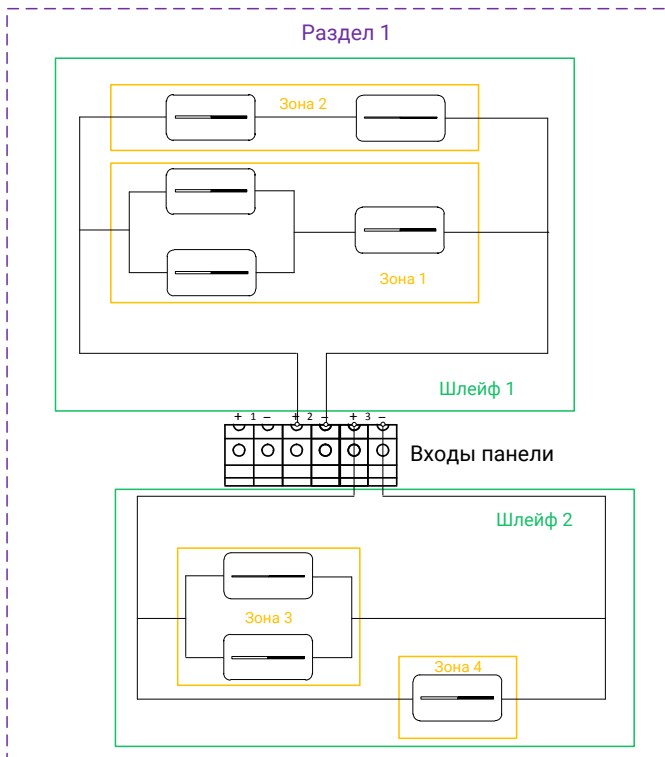 Раздел 1
Зона 2
Зона 1
Шлейф 1
+ 1 − + 2 − + 3 −
Входы панели
Шлейф 2
Зона 3
Зона 4